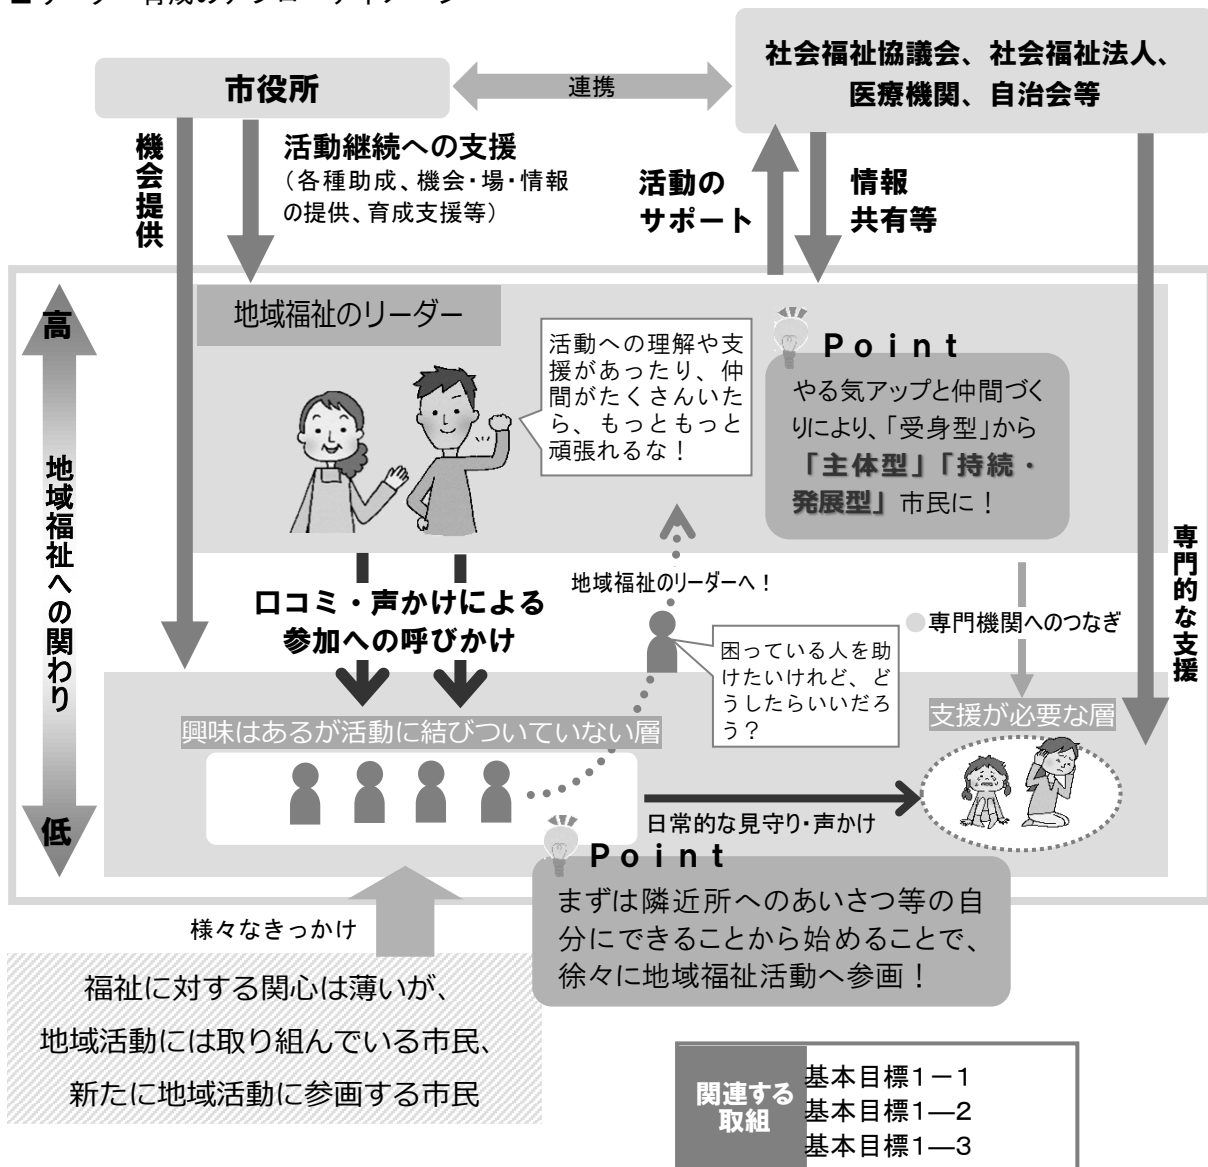 市役所
連携
社会福祉協議会、社会福祉法人、
医療機関、自治会等
機会提供
活動継続への支援
（各種助成、機会・場・情報
の提供、育成支援等）
活動の
サポート
情報
共有等
高
地域福祉への関わり
低
地域福祉のリーダー
活動への理解や支
援があったり、仲
間がたくさんいた
ら、もっともっと
頑張れるな！
Point
やる気アップと仲間づく
りにより、「受身型」から
「主体型」「持続・
発展型」市民に！
専門的な支援
口コミ・声かけによる
参加への呼びかけ
地域福祉のリーダーへ！
専門機関へのつなぎ
困っている人を助
けたいけれど、ど
うしたらいいだろ
う？
興味はあるが活動に結びついていない層
支援が必要な層
日常的な見守り・声かけ
Point
まずは隣近所へのあいさつ等の自
分にできることから始めることで、
徐々に地域福祉活動へ参画！
様々なきっかけ
福祉に対する関心は薄いが、
地域活動には取り組んでいる市民、
新たに地域活動に参画する市民
関連する
取組
基本目標１－１
基本目標１―２
基本目標１―３